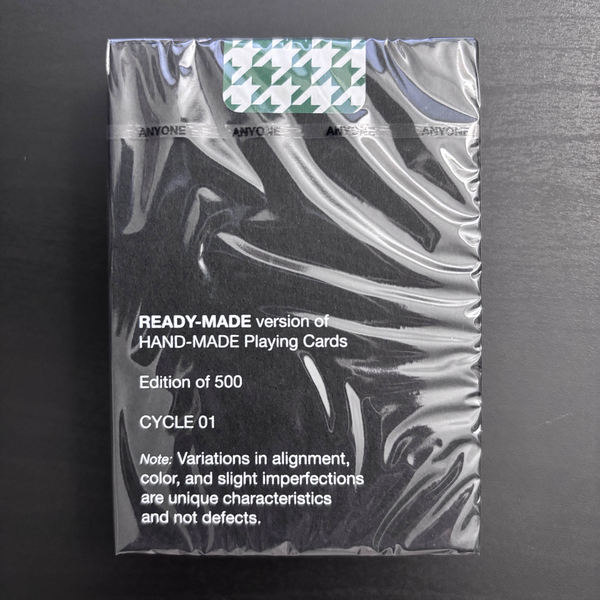 ANYONE ANYONE ANYONE ANYONE
READY-MADE version of
HAND-MADE Playing Cards
Edition of 500
CYCLE 01
Note: Variations in alignment,
color, and slight imperfections
are unique characteristics
and not defects.